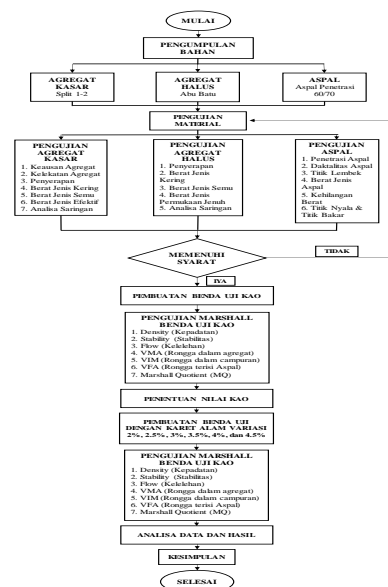 MULAI
PENGUMPULAN
BAHAN
AGREGAT
KASAR
Split 1-2
AGREGAT
HALUS
Abu Batu
ASPAL
Aspal Penetrasi
60/70
PENGUJIAN
MATERIAL
PENGUJIAN
AGREGAT
KASAR
1. Keausan Agregat
2. Kelekatan Agregat
3. Penyerapan
4. Berat Jenis Kering
5. Berat Jenis Semu
6. Berat Jenis Efektif
7. Analisa Saringan
PENGUJIAN
AGREGAT
HALUS
1. Penyerapan
2. Berat Jenis
Kering
3. Berat Jenis Semu
4. Berat Jenis
Permukaan Jenuh
5. Analisa Saringan
PENGUJIAN
ASPAL
1. Penetrasi Aspal
2. Daktalitas Aspal
3. Titik Lembek
4. Berat Jenis
Aspal
5. Kehilangan
Berat
6. Titik Nyala &
Titik Bakar
MEMENUHI
SYARAT
TIDAK
IYA
PEMBUATAN BENDA UJI KAO
PENGUJIAN MARSHALL
BENDA UJI KAO
1. Density (Kepadatan)
2. Stability (Stabilitas)
3. Flow (Kelelehan)
4. VMA (Rongga dalam agregat)
5. VIM (Rongga dalam campuran)
6. VFA (Rongga terisi Aspal)
7. Marshall Quotient (MQ)
PENENTUAN NILAI KAO
PEMBUATAN BENDA UJI
DENGAN KARET ALAM VARIASI
2%, 2.5%, 3%, 3.5%, 4%, dan 4.5%
PENGUJIAN MARSHALL
BENDA UJI KAO
1. Density (Kepadatan)
2. Stability (Stabilitas)
3. Flow (Kelelehan)
4. VMA (Rongga dalam agregat)
5. VIM (Rongga dalam campuran)
6. VFA (Rongga terisi Aspal)
7. Marshall Quotient (MQ)
ANALISA DATA DAN HASIL
KESIMPULAN
SELESAI